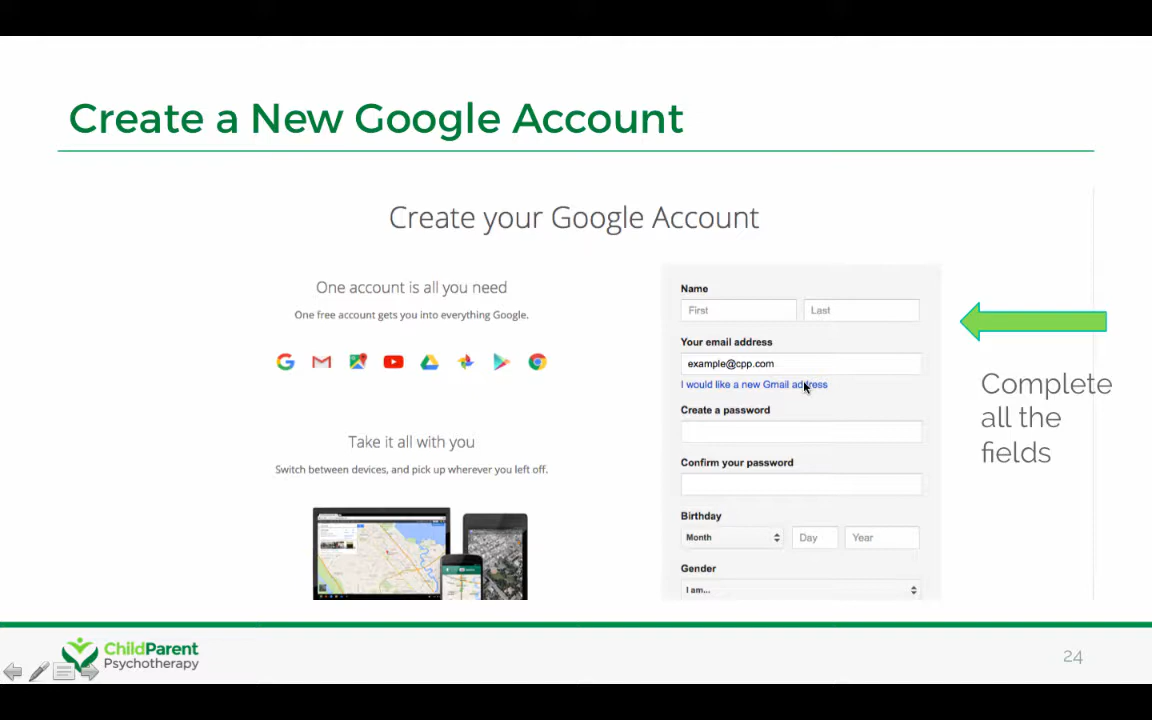 Create a New Google Account
Create your Google Account
One account is all you need
One free account gets you into everything Google.
Take it all with you
Switch between devices, and pick up wherever you left off.
Name
First Last
Your email address
example@cpp.com
I would like a new Gmail address
Create a password
Confirm your password
Birthday
Month Day Year
Gender
I am...
Complete
all the
fields
ChildParent
Psychotherapy
24